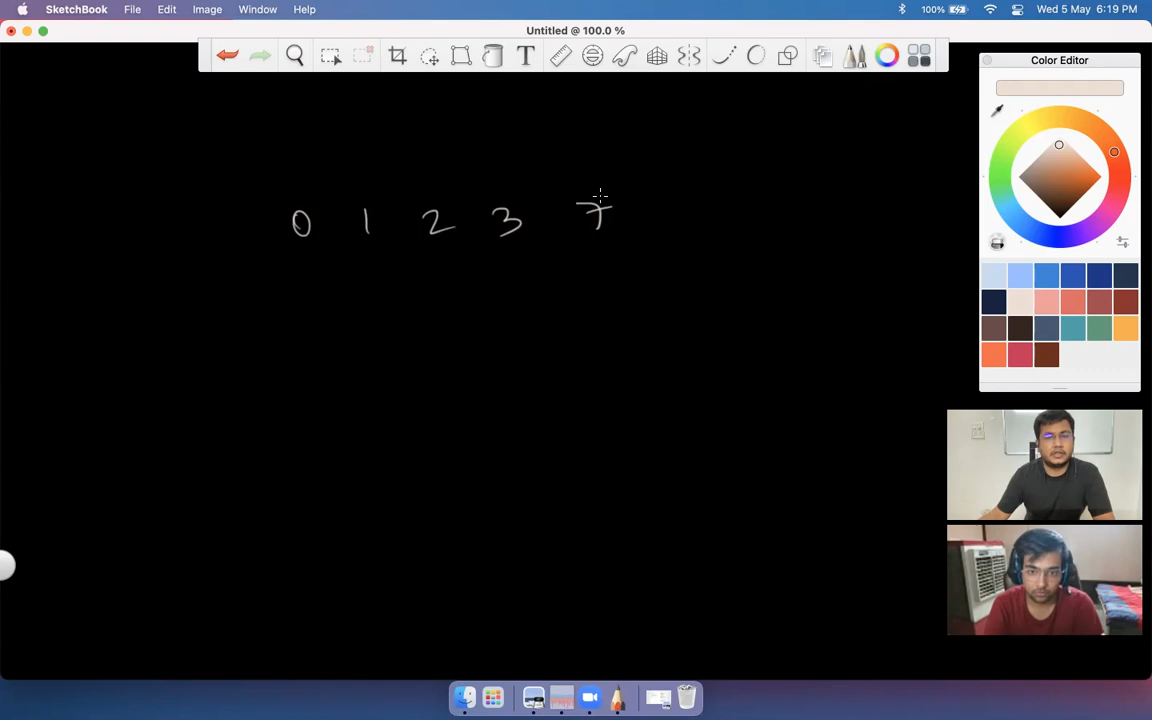 SketchBook File Edit Image Window Help 100% Wed 5 May 6:19 PM
Untitled @ 100.0 %
T
Color Editor
0 1 2 3 7